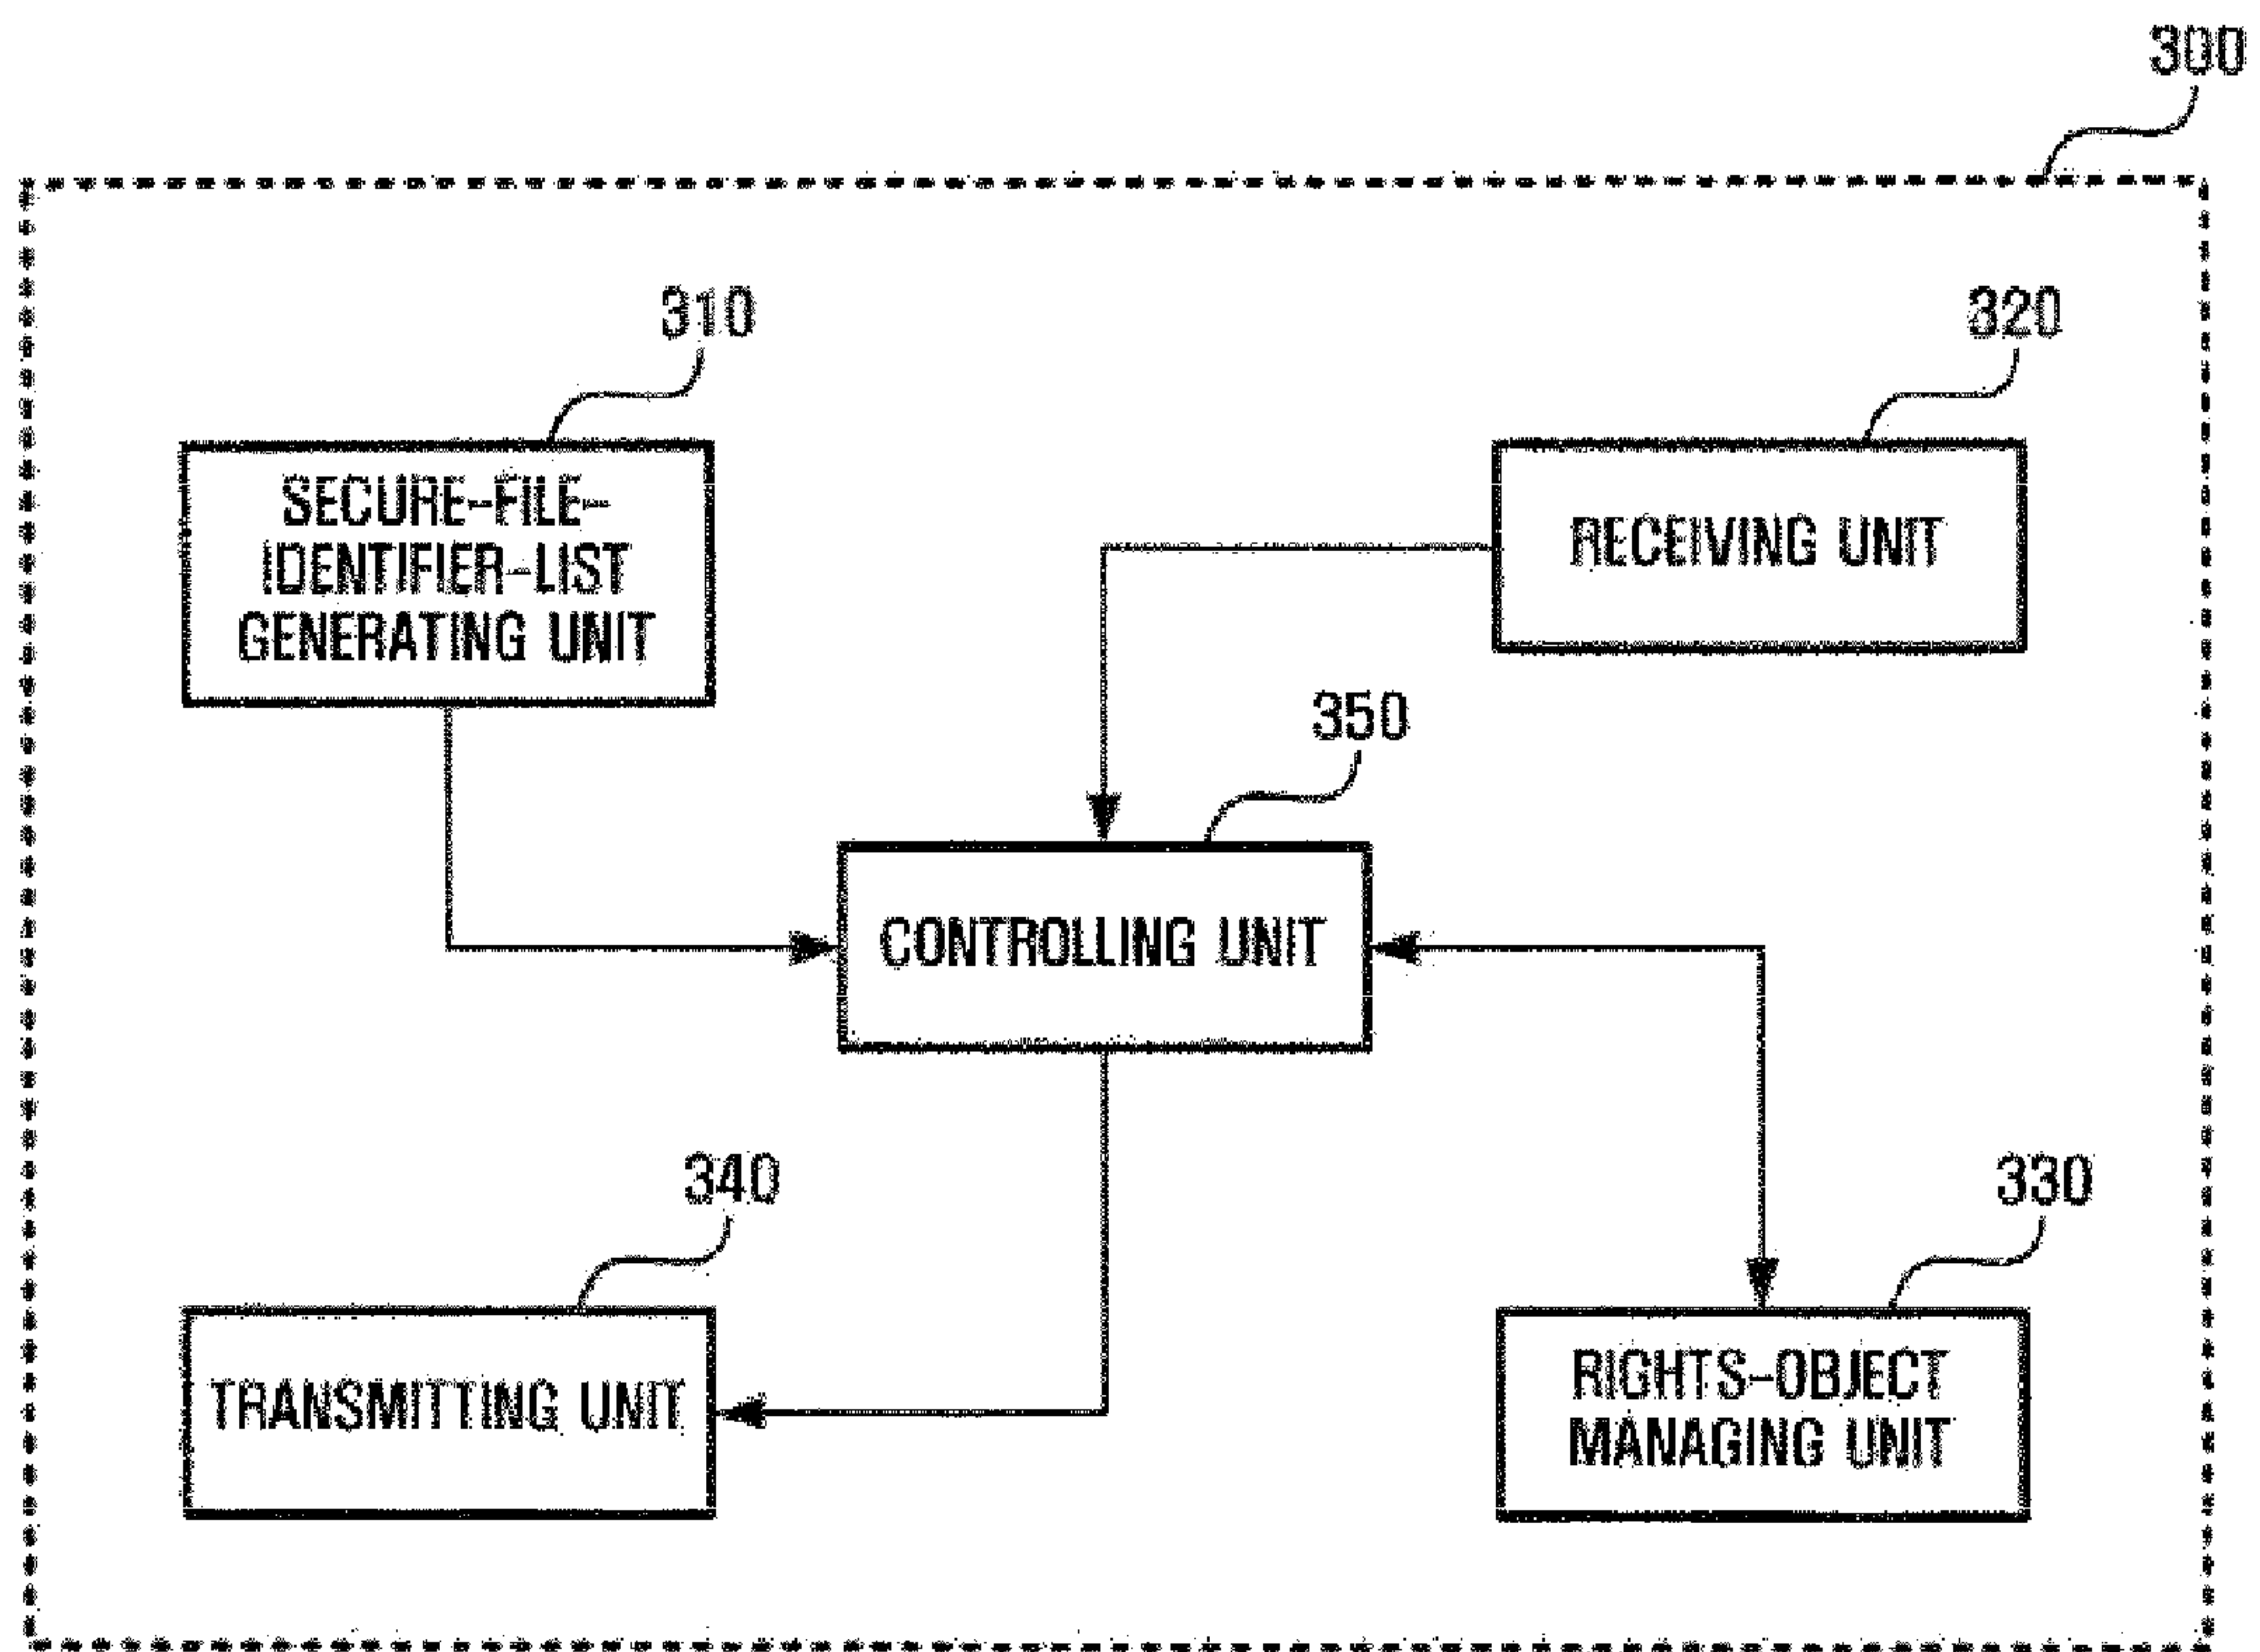 300
310
SECURE-FILE-
IDENTIFIER-LIST
GENERATING UNIT
320
RECEIVING UNIT
350
CONTROLLING UNIT
340
TRANSMITTING UNIT
330
RIGHTS-OBJECT
MANAGING UNIT